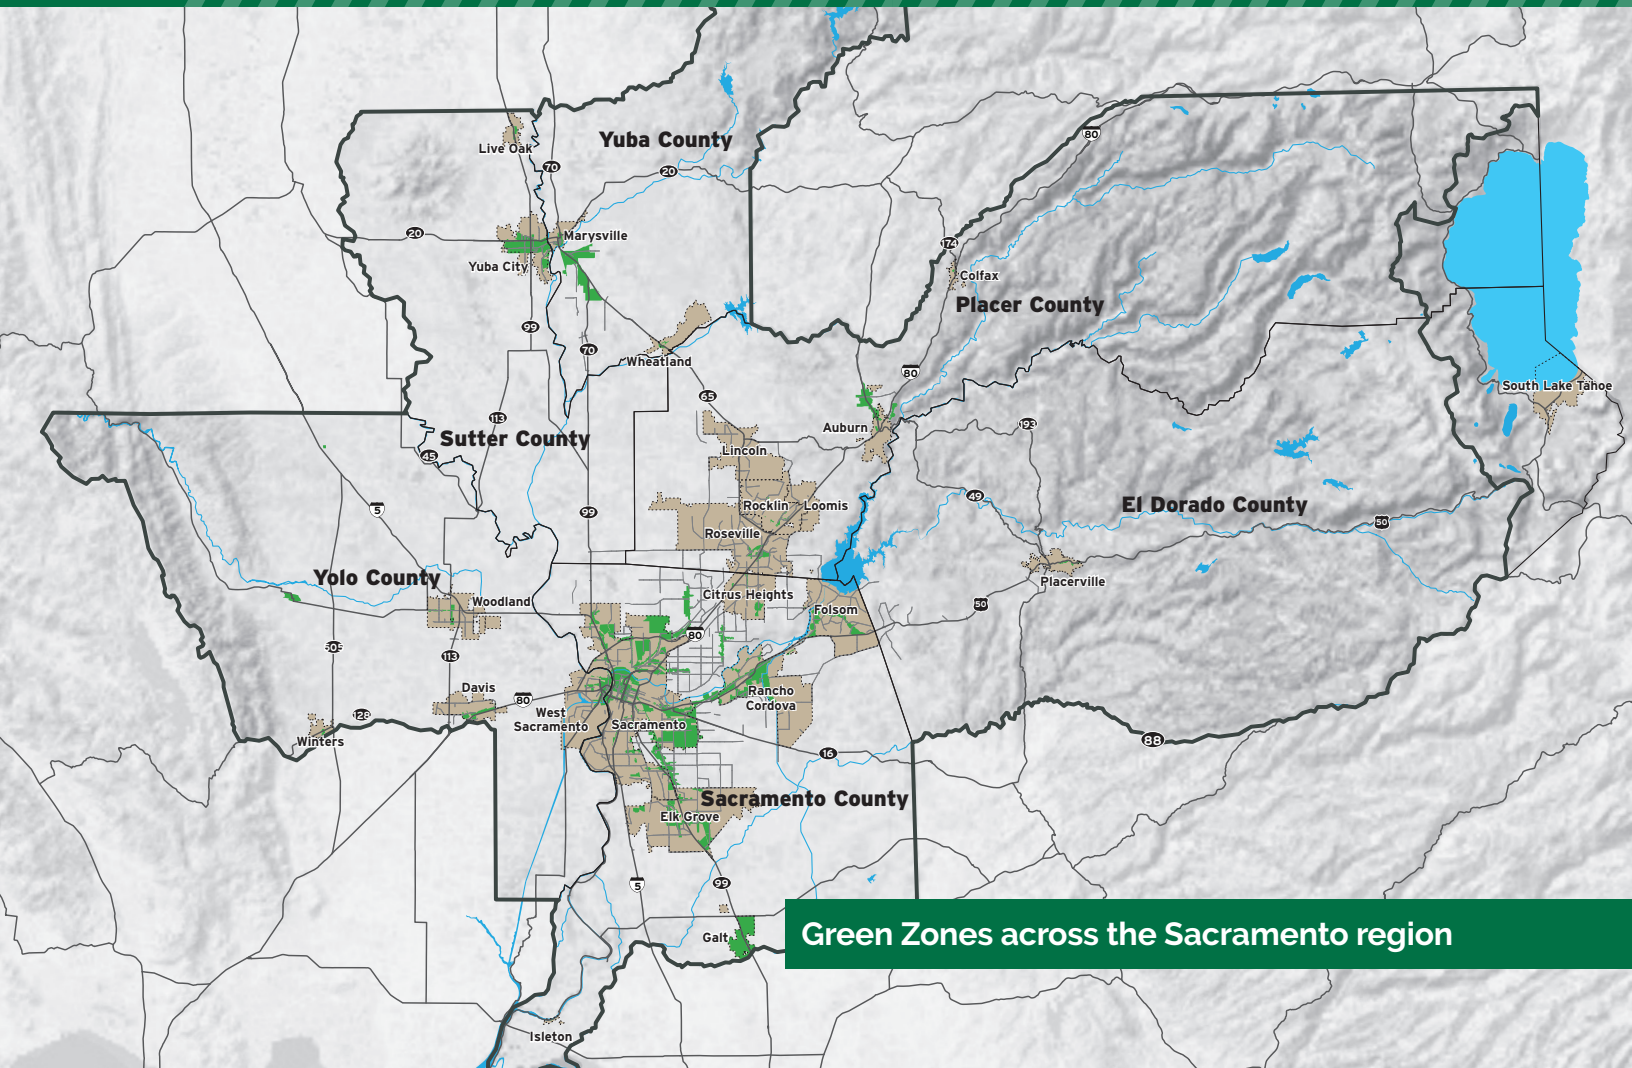 Yuba County
Live Oak
70
20
20
Marysville
Yuba City
80
174
Colfax
Placer County
99
70
Wheatland
80
65
South Lake Tahoe
113
Sutter County
Auburn
193
45
Lincoln
5
99
Rocklin
Loomis
49
El Dorado County
50
Roseville
Yolo County
Placerville
Woodland
Citrus Heights
Folsom
50
80
505
113
Davis
80
Rancho
Cordova
128
West
Sacramento
Sacramento
Winters
16
88
Sacramento County
Elk Grove
5
99
Galt
Green Zones across the Sacramento region
Isleton